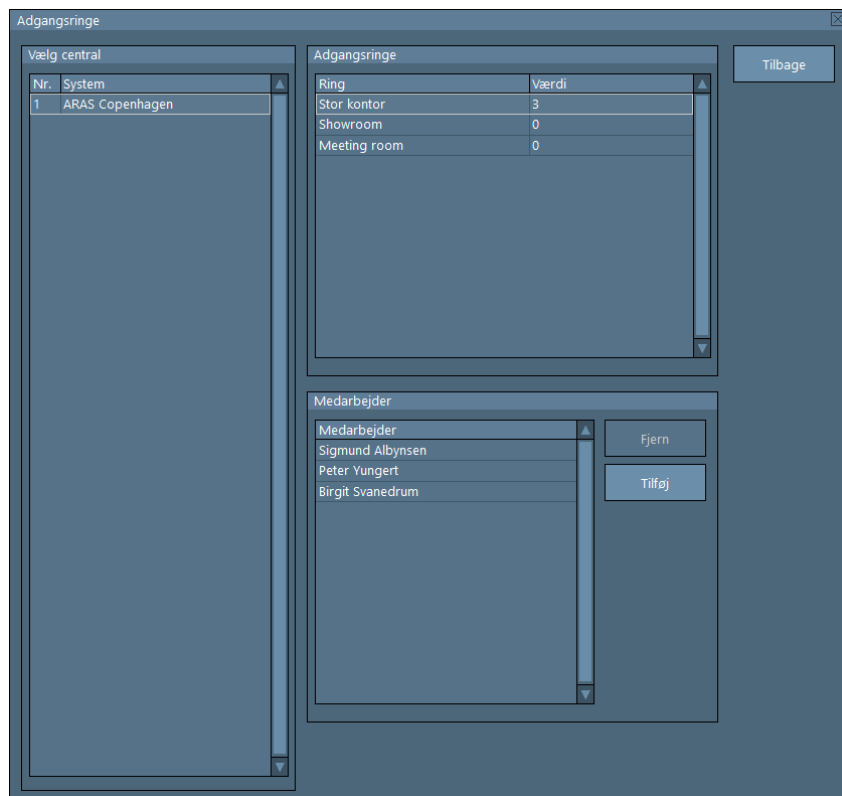 Adgangsringe
Vælg central
Nr. System
1 ARAS Copenhagen
Adgangsringe
Ring Værdi
Stor kontor 3
Showroom 0
Meeting room 0
Medarbejder
Medarbejder
Sigmund Albynsen
Peter Yungert
Birgit Svanedrum
Fjern
Tilføj
Tilbage